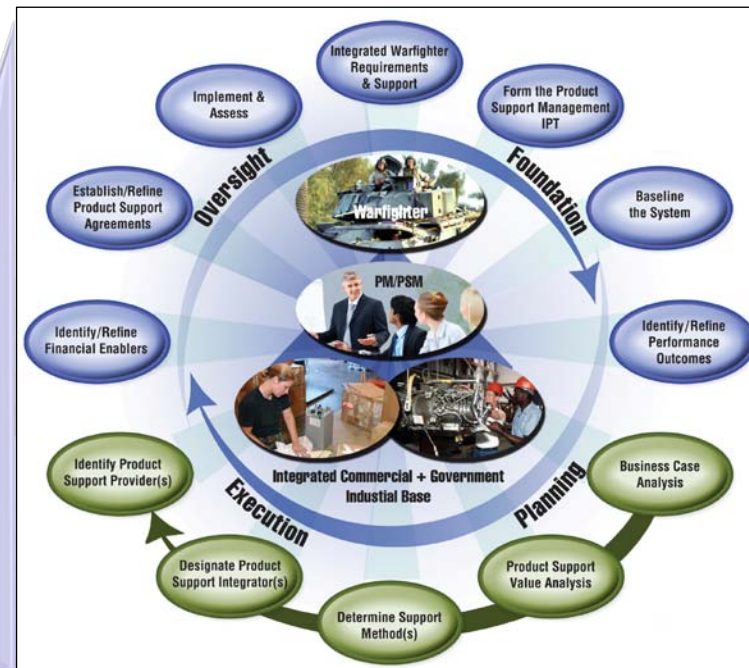 Integrated Warfighter
Requirements
& Support
Form the Product
Support Management
IPT
Baseline
the System
Identify/Refine
Performance
Outcomes
Business Case
Analysis
Product Support
Value Analysis
Determine Support
Method(s)
Designate Product
Support Integrator(s)
Identify Product
Support Provider(s)
Identify/Refine
Financial Enablers
Establish/Refine
Product Support
Agreements
Implement &
Assess
Oversight
Foundation
Planning
Execution
Warfighter
PM/PSM
Integrated Commercial + Government
Industial Base